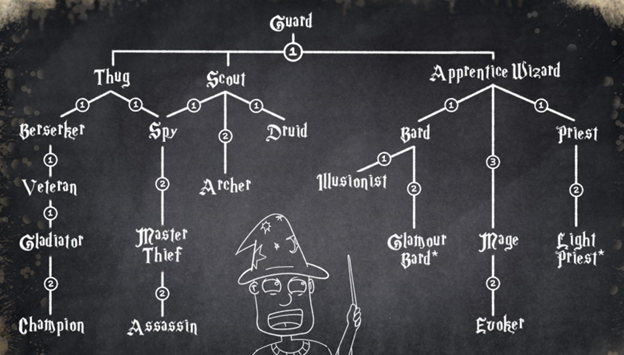 Guard
1
Thug Scout Apprentice Wizard
1 1 1 1 1 1
Berserker Spy Druid Bard Priest
2
1 1 3
Veteran Archer Illusionist
2 2 2
1
Gladiator Master Thief Glamour Bard* Mage Light Priest*
2 2 2
Champion Assassin Evoker